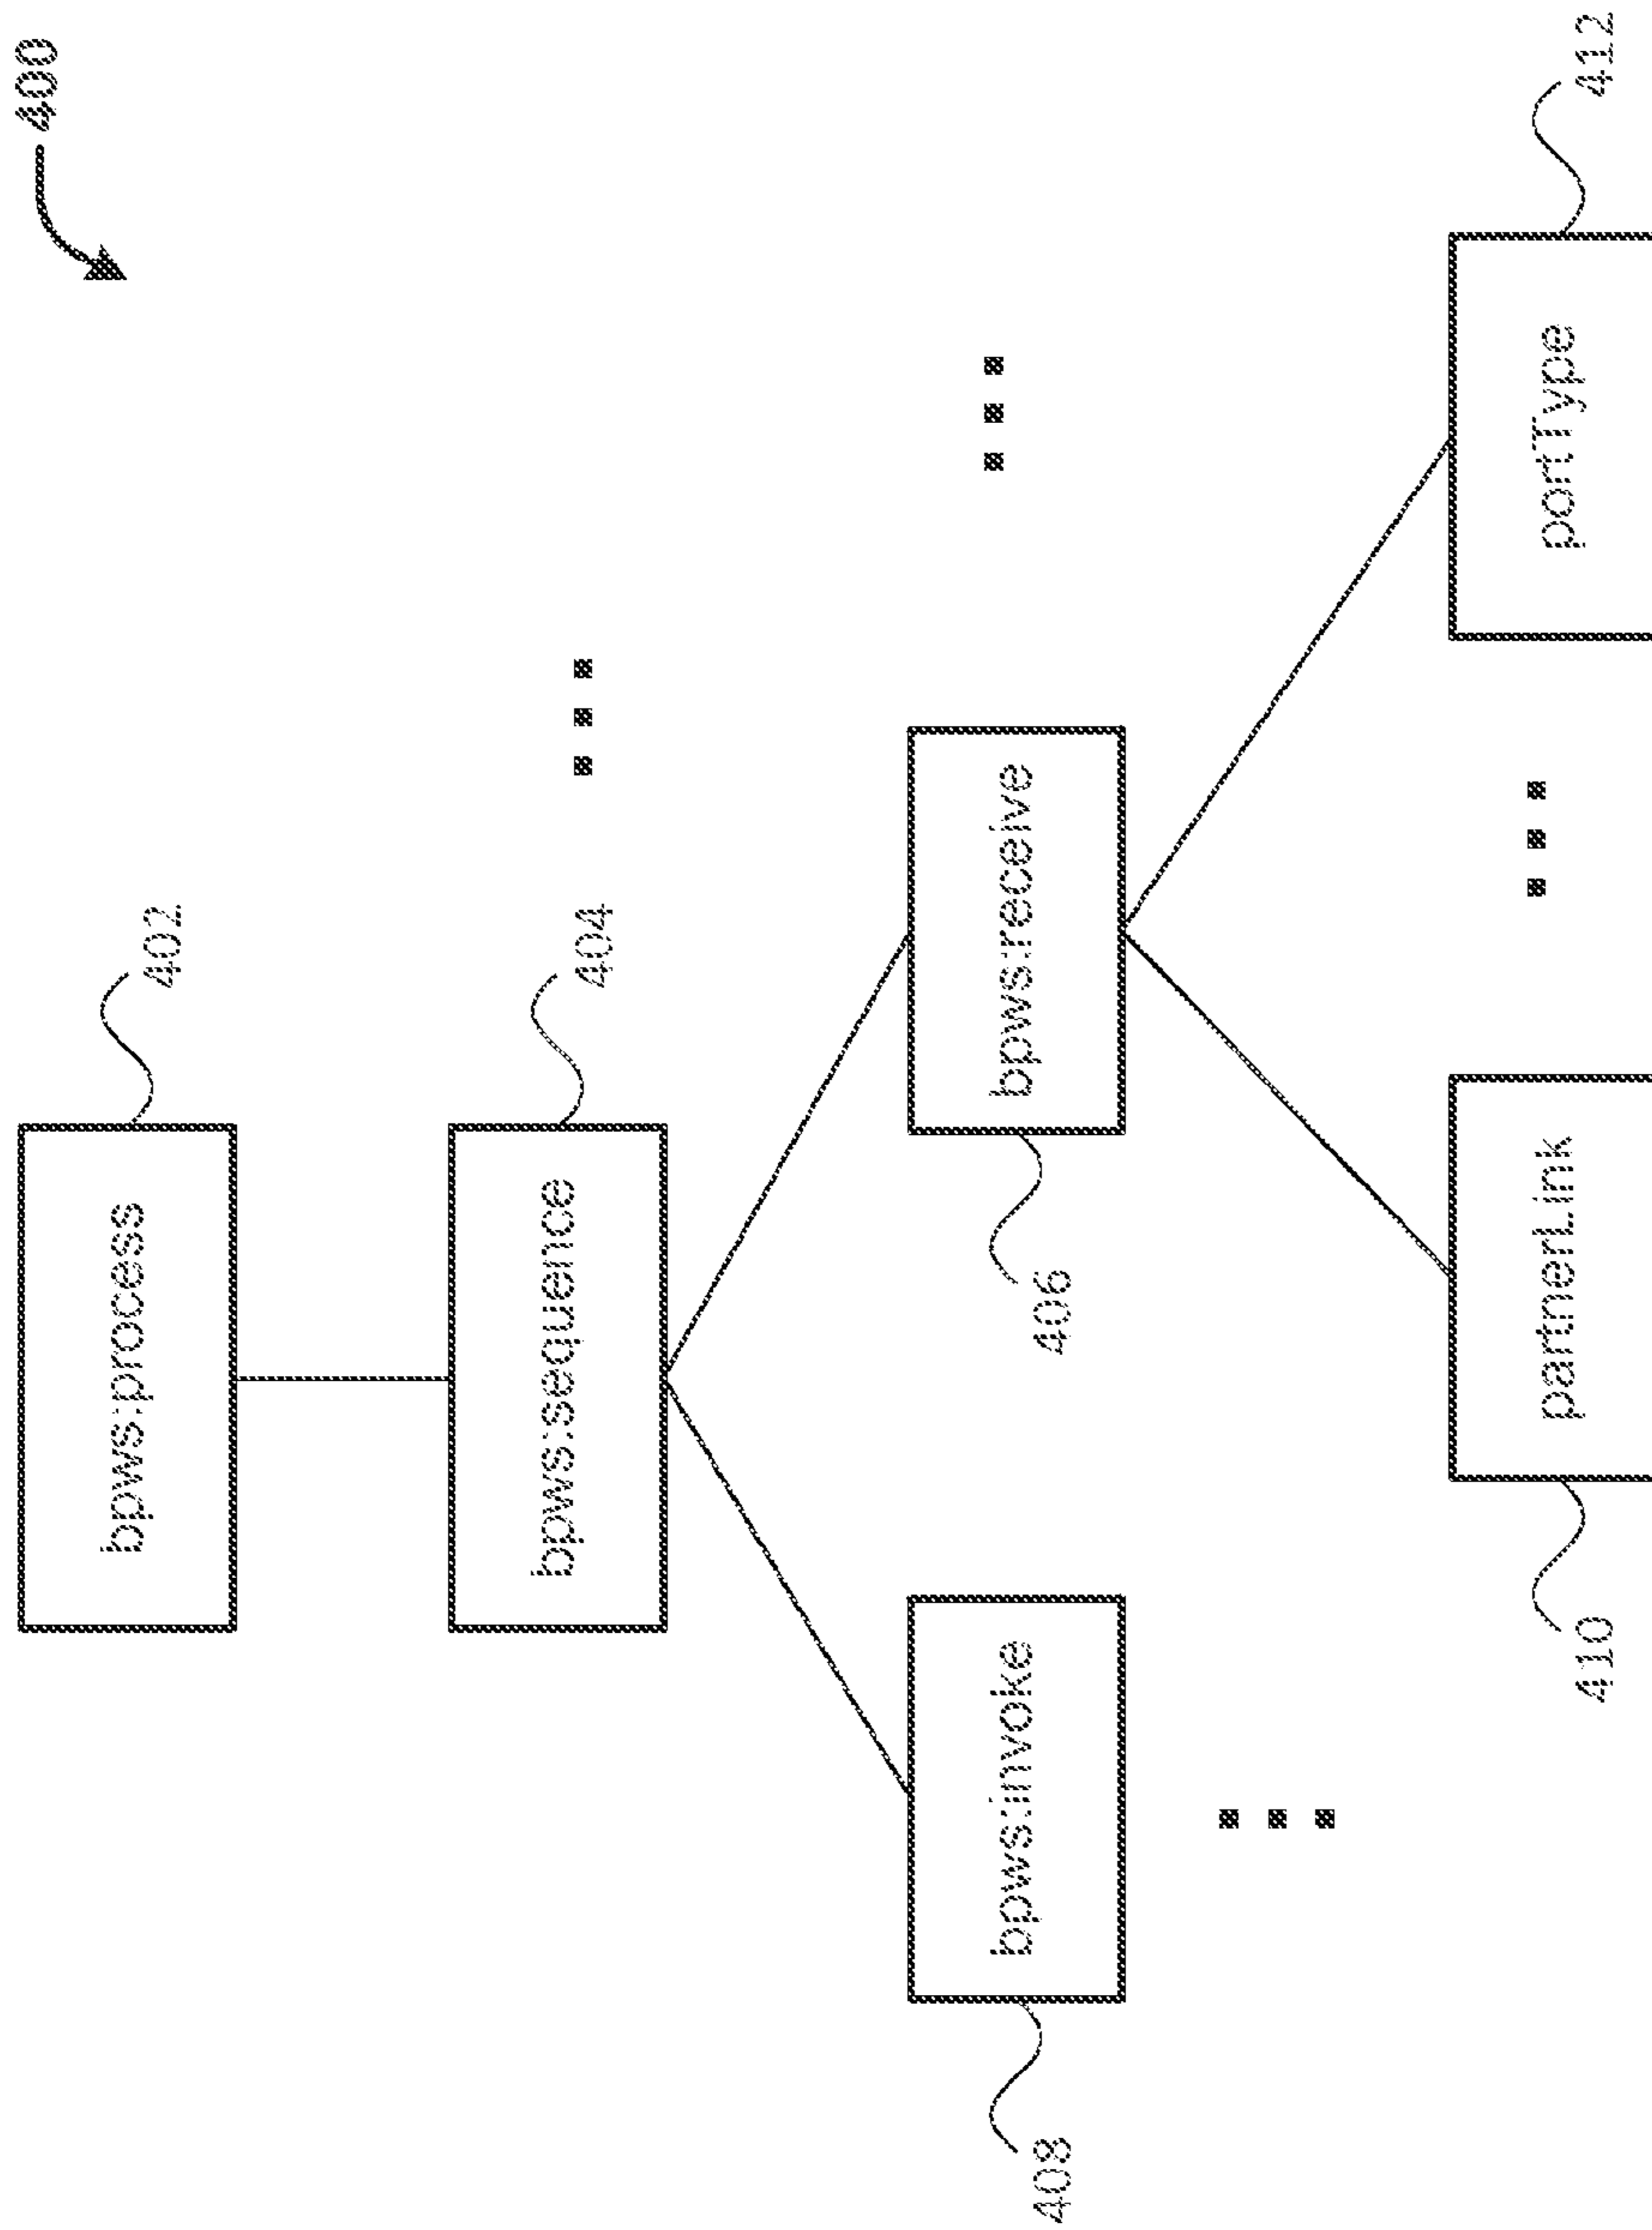 400
bpws:process
402
bpws:sequence
404
bpws:invoke
408
bpws:receive
406
partnerLink
410
portType
412